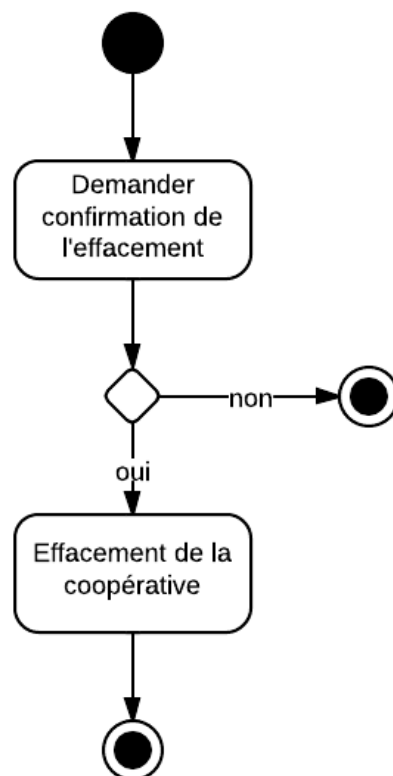 Demander
confirmation de
l'effacement
non
oui
Effacement de la
coopérative